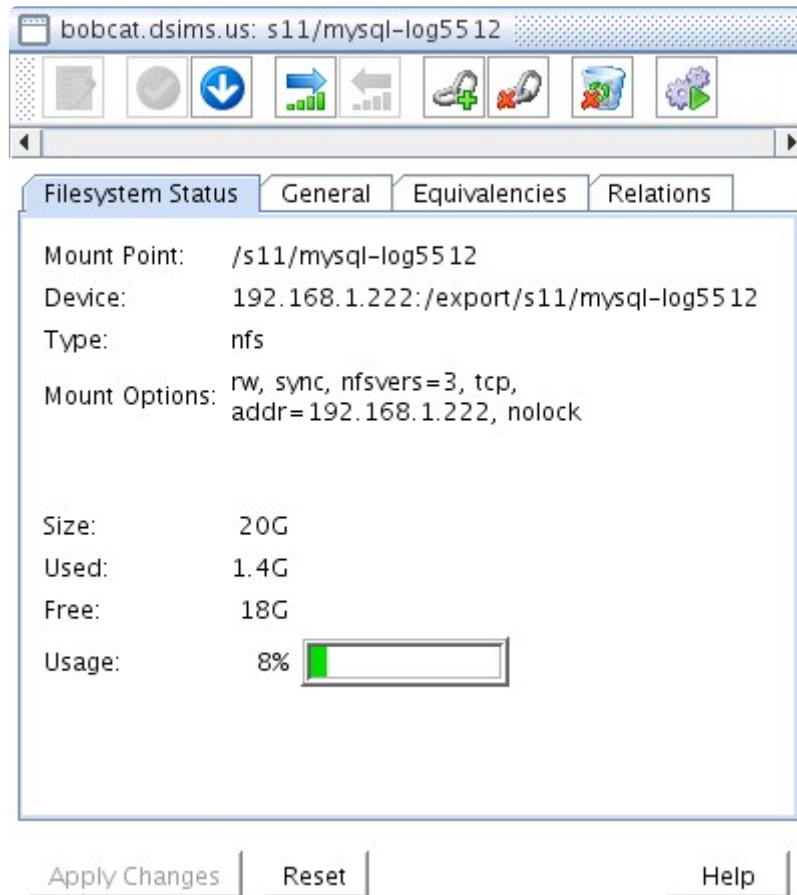 bobcat.dsims.us: s11/mysql-log5512
Filesystem Status General Equivalencies Relations
Mount Point: /s11/mysql-log5512
Device: 192.168.1.222:/export/s11/mysql-log5512
Type: nfs
Mount Options: rw, sync, nfsvers=3, tcp,
addr=192.168.1.222, nolock
Size: 20G
Used: 1.4G
Free: 18G
Usage: 8%
Apply Changes Reset Help